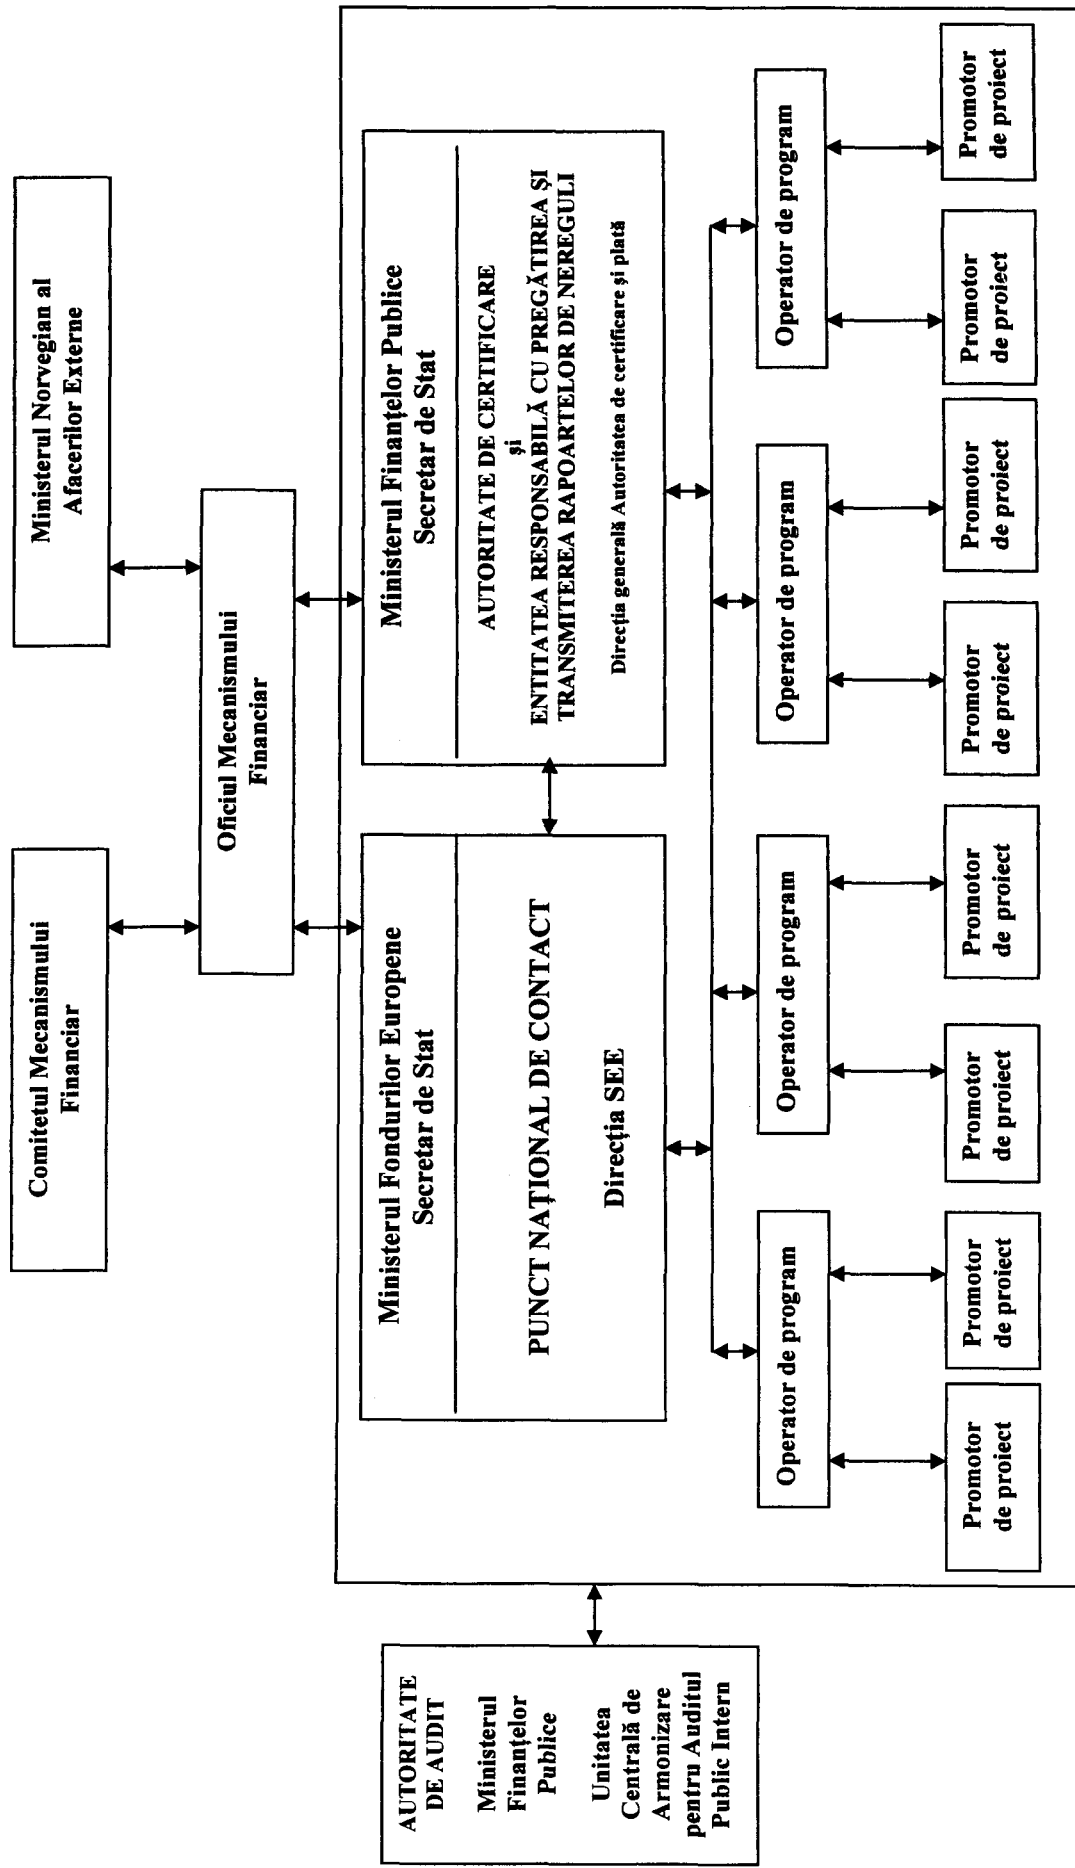 Comitetul Mecanismului
Financiar
Ministerul Norvegian al
Afacerilor Externe
Oficiul Mecanismului
Financiar
AUTORITATE
DE AUDIT
Ministerul
Finanțelor
Publice
Unitatea
Centrală de
Armonizare
pentru Auditul
Public Intern
Ministerul Fondurilor Europene
Secretar de Stat
PUNCT NAȚIONAL DE CONTACT
Direcția SEE
Ministerul Finanțelor Publice
Secretar de Stat
AUTORITATE DE CERTIFICARE
și
ENTITATEA RESPONSABILĂ CU PREGĂTIREA ȘI
TRANSMITEREA RAPOARTELOR DE NEREGULI
Direcția generală Autoritatea de certificare și plată
Operator de program
Operator de program
Operator de program
Operator de program
Promotor
de proiect
Promotor
de proiect
Promotor
de proiect
Promotor
de proiect
Promotor
de proiect
Promotor
de proiect
Promotor
de proiect
Promotor
de proiect